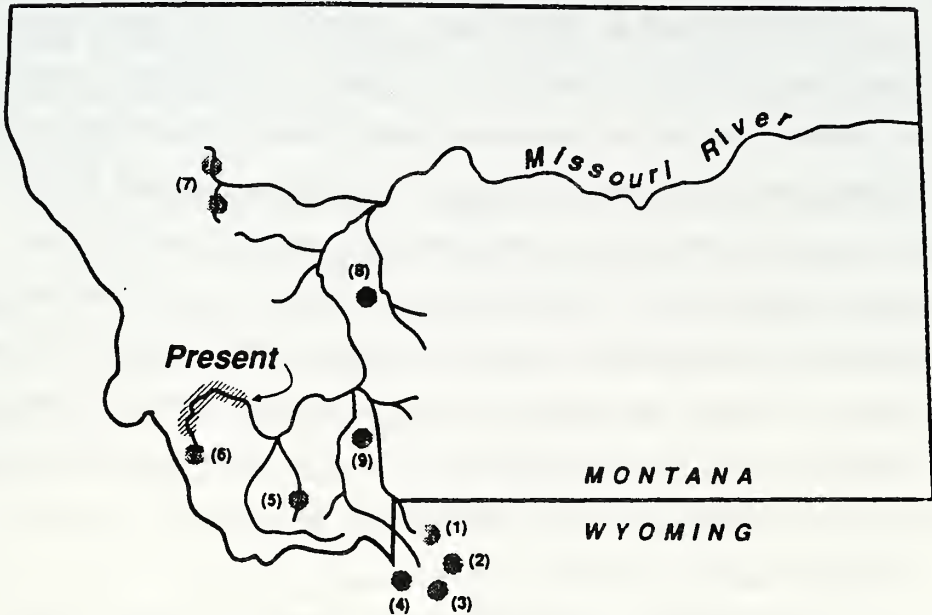 Missouri River
(7)
(8)
Present
(6)
(9)
(5)
MONTANA
WYOMING
(1)
(2)
(4)
(3)